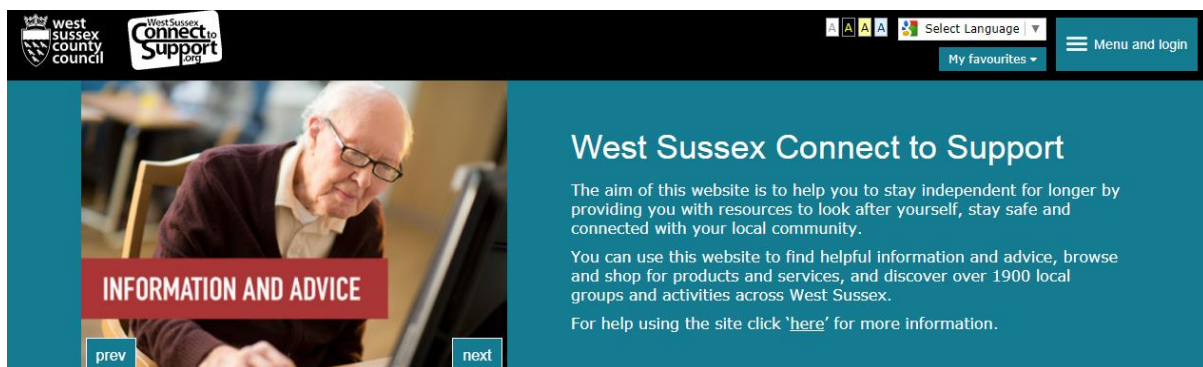 west
sussex
county
council
West Sussex
Connect to
Support
.org
A A A A
Select Language ▼
My favourites ▾
Menu and login
INFORMATION AND ADVICE
prev
next
West Sussex Connect to Support
The aim of this website is to help you to stay independent for longer by
providing you with resources to look after yourself, stay safe and
connected with your local community.
You can use this website to find helpful information and advice, browse
and shop for products and services, and discover over 1900 local
groups and activities across West Sussex.
For help using the site click ‘here’ for more information.